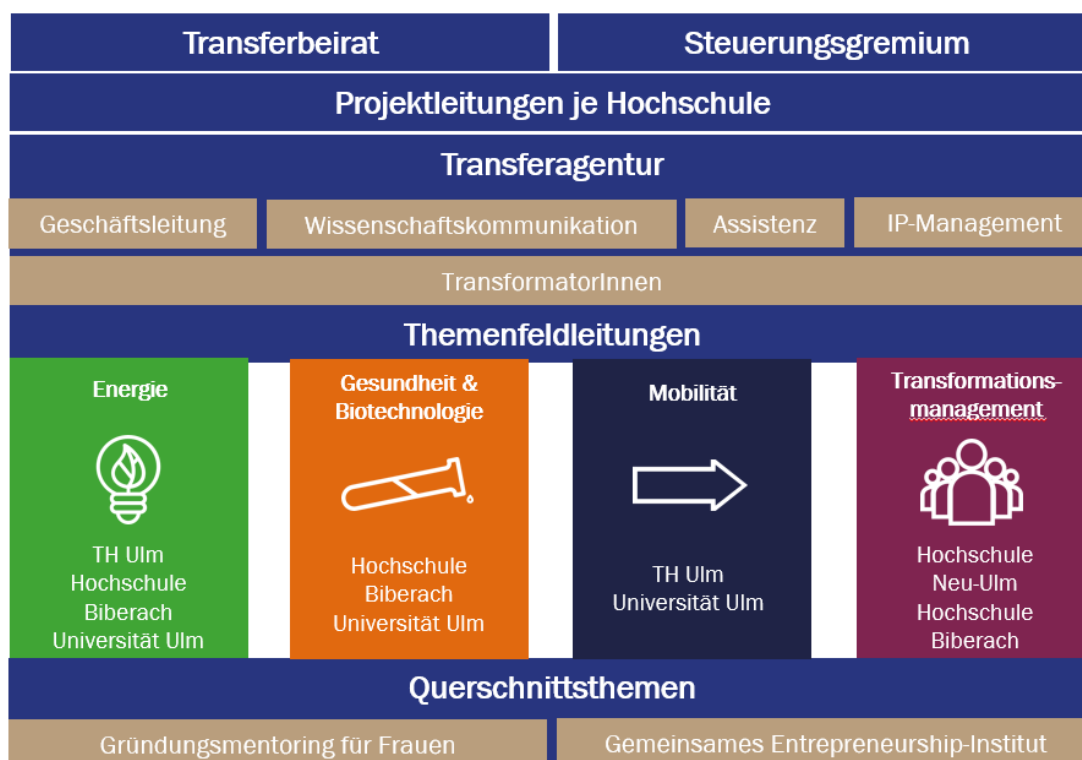 Transferbeirat
Steuerungsgremium
Projektleitungen je Hochschule
Transferagentur
Geschäftsleitung
Wissenschaftskommunikation
Assistenz
IP-Management
TransformatorInnen
Themenfeldleitungen
Energie
TH Ulm
Hochschule
Biberach
Universität Ulm
Gesundheit &
Biotechnologie
Hochschule
Biberach
Universität Ulm
Mobilität
TH Ulm
Universität Ulm
Transformations-
management
Hochschule
Neu-Ulm
Hochschule
Biberach
Querschnittsthemen
Gründungsmentoring für Frauen
Gemeinsames Entrepreneurship-Institut